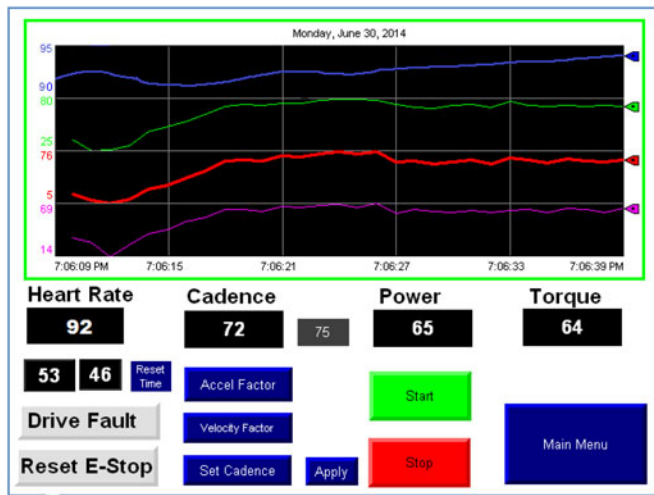 Monday, June 30, 2014
95
90
80
25
76
5
69
14
7:06:09 PM 7:06:15 7:06:21 7:06:27 7:06:33 7:06:39 PM
Heart Rate Cadence Power Torque
92 72 75 65 64
53 46 Reset Time
Accel Factor
Start
Drive Fault
Velocity Factor
Main Menu
Reset E-Stop
Set Cadence Apply Stop